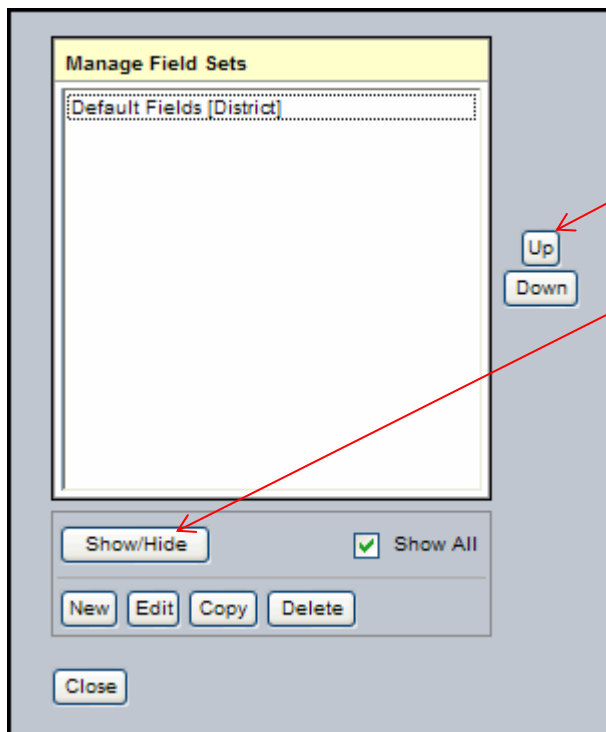 Manage Field Sets
Default Fields [District]
Up
Down
Show/Hide
Show All
New Edit Copy Delete
Close